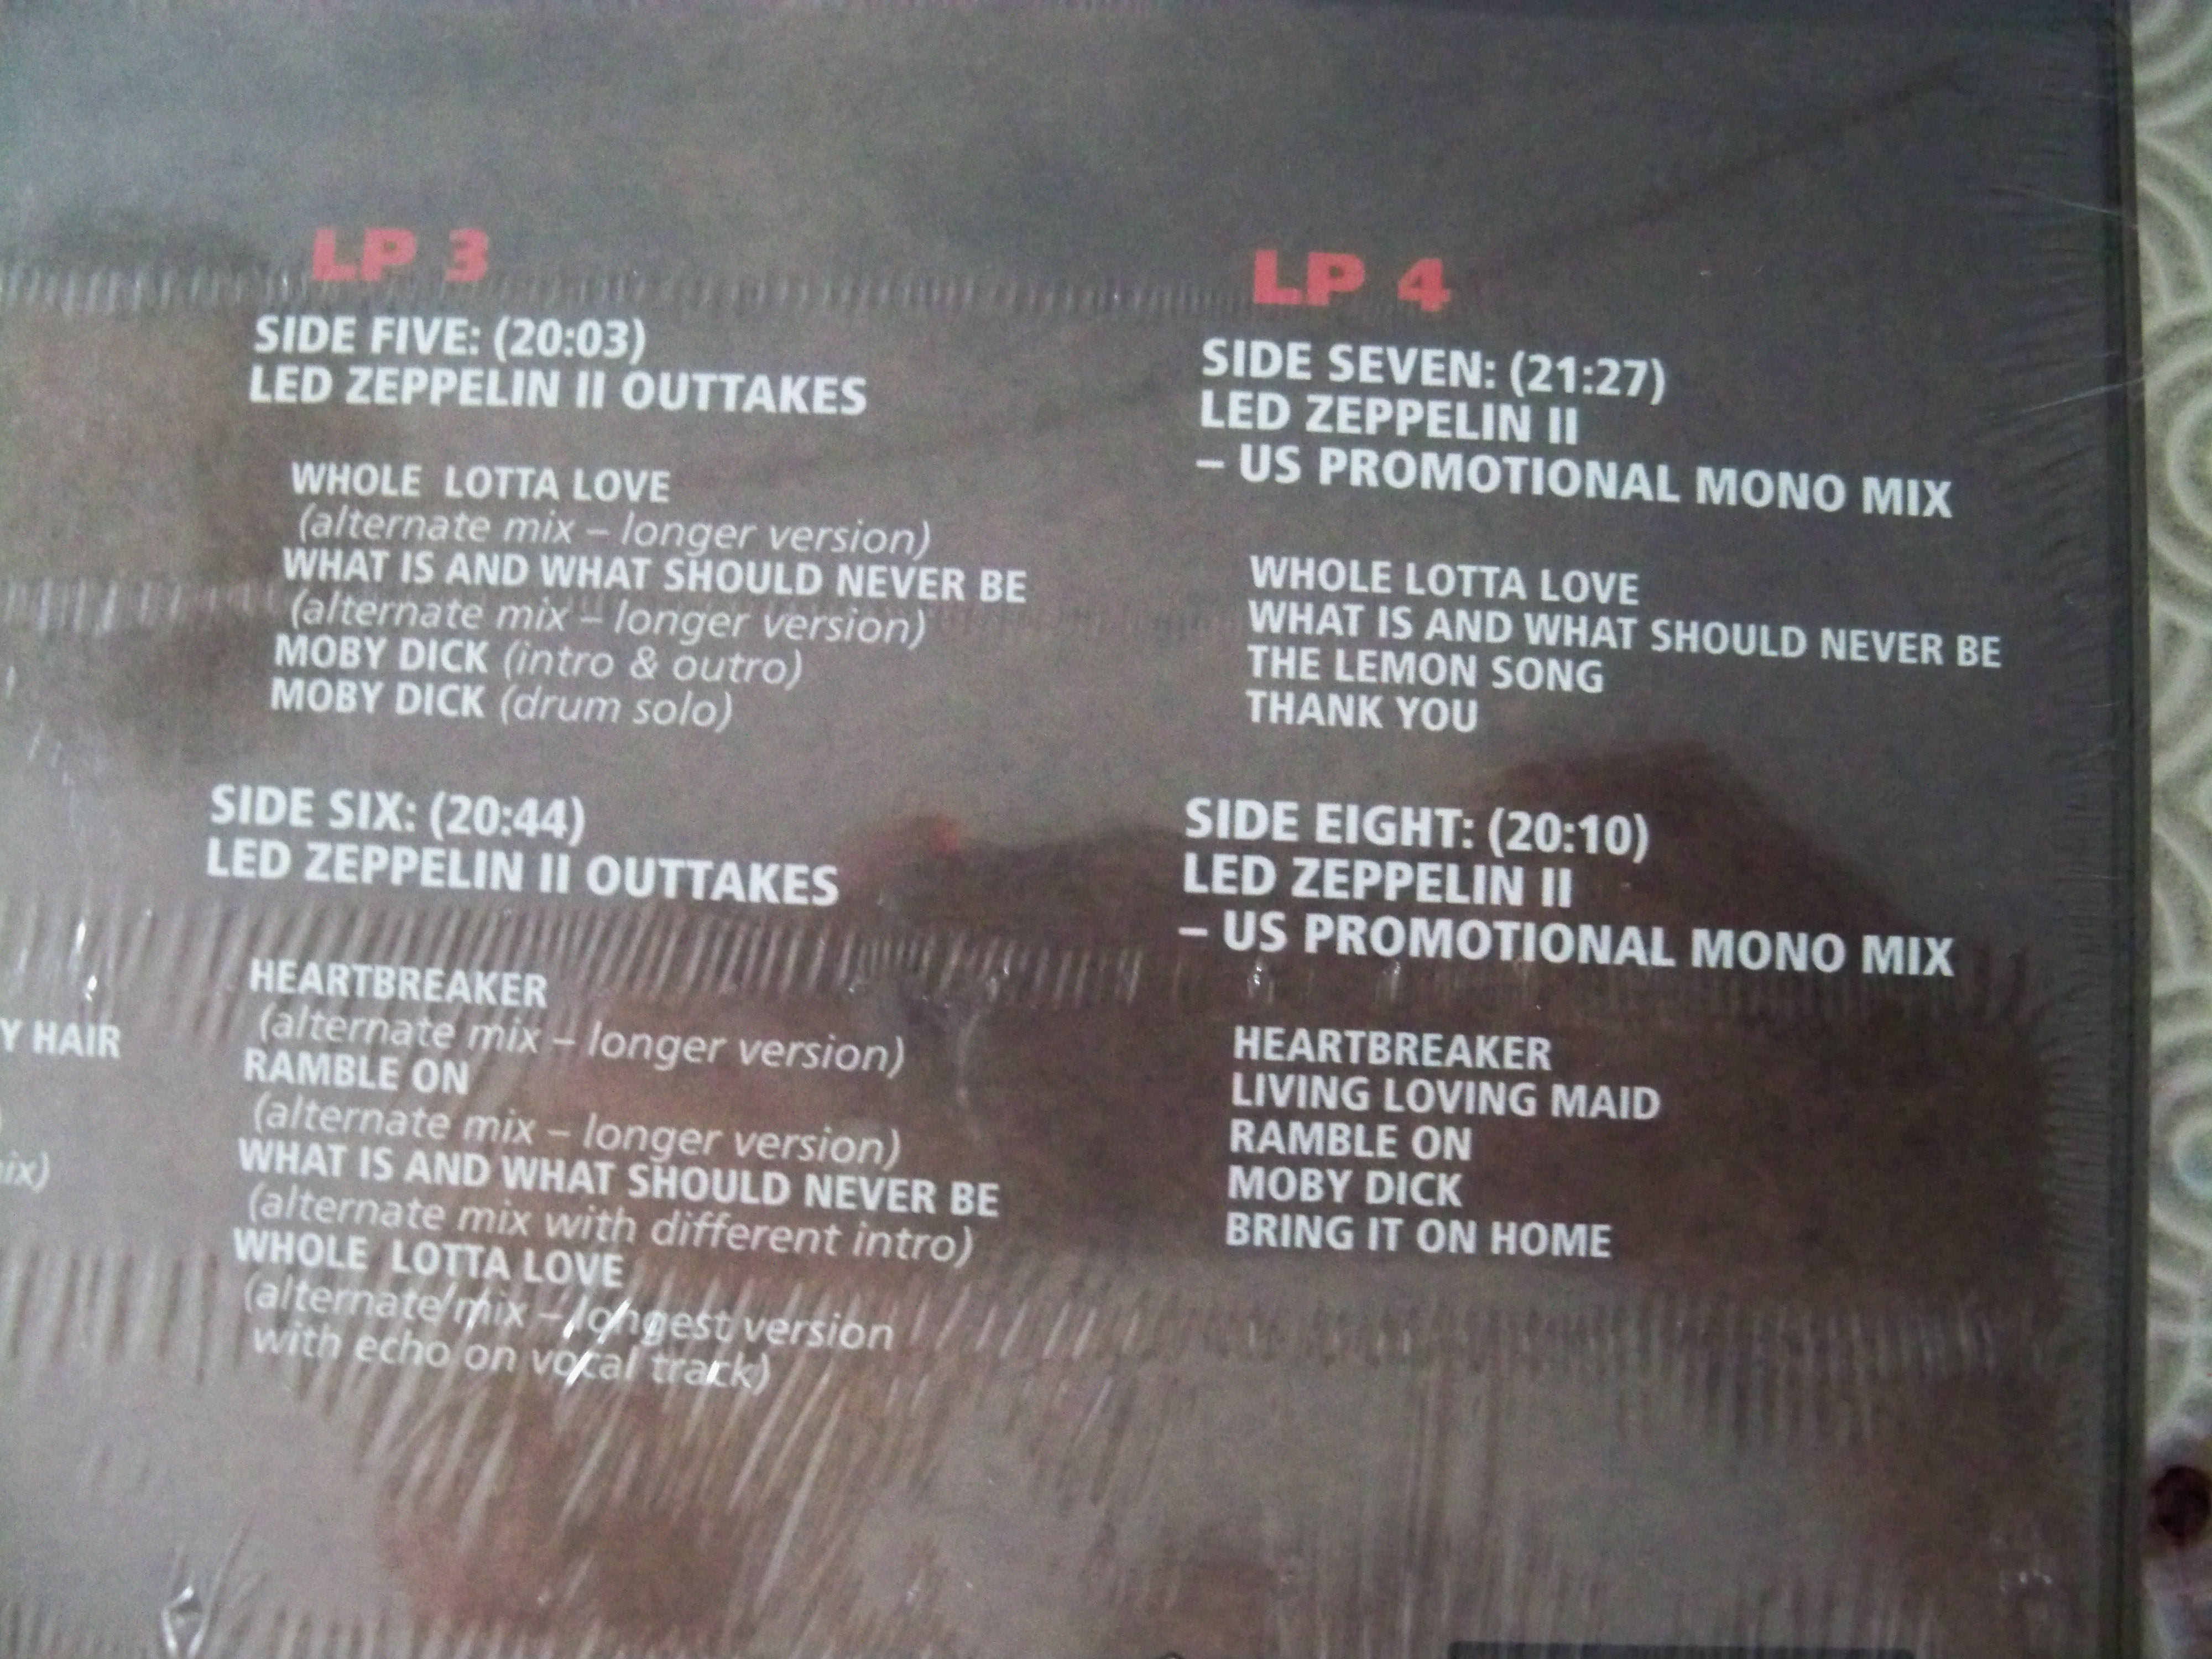 Y HAIR
LP 3
SIDE FIVE: (20:03)
LED ZEPPELIN II OUTTAKES
WHOLE LOTTA LOVE
(alternate mix – longer version)
WHAT IS AND WHAT SHOULD NEVER BE
(alternate mix – longer version)
MOBY DICK (intro & outro)
MOBY DICK (drum solo)
SIDE SIX: (20:44)
LED ZEPPELIN II OUTTAKES
HEARTBREAKER
(alternate mix – longer version)
RAMBLE ON
(alternate mix – longer version)
WHAT IS AND WHAT SHOULD NEVER BE
(alternate mix with different intro)
WHOLE LOTTA LOVE
(alternate mix – longest version
with echo on vocal track)
LP 4
SIDE SEVEN: (21:27)
LED ZEPPELIN II
– US PROMOTIONAL MONO MIX
WHOLE LOTTA LOVE
WHAT IS AND WHAT SHOULD NEVER BE
THE LEMON SONG
THANK YOU
SIDE EIGHT: (20:10)
LED ZEPPELIN II
– US PROMOTIONAL MONO MIX
HEARTBREAKER
LIVING LOVING MAID
RAMBLE ON
MOBY DICK
BRING IT ON HOME